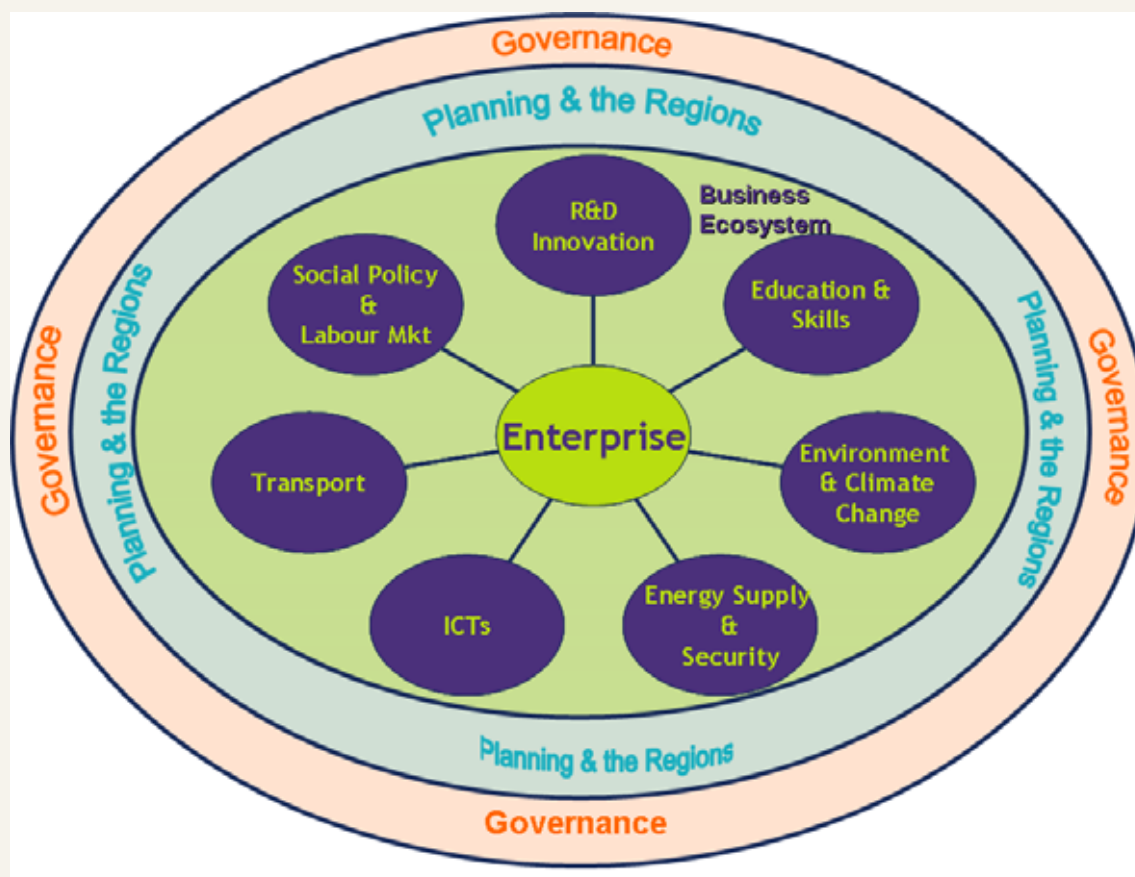 Governance
Planning & the Regions
Business
Ecosystem
R&D
Innovation
Social Policy
&
Labour Mkt
Education &
Skills
Enterprise
Transport
Environment
& Climate
Change
ICTs
Energy Supply
&
Security
Governance
Planning & the Regions
Planning & the Regions
Governance
Planning & the Regions
Governance